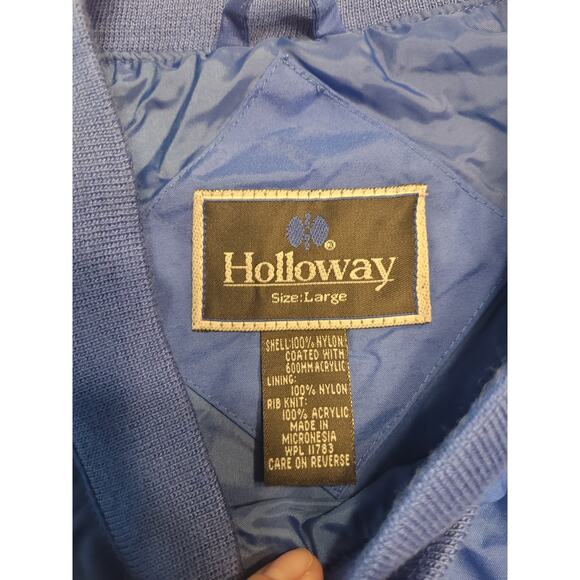 ®
Holloway
Size:Large
SHELL:100% NYLON
COATED WITH
600MM ACRYLIC
LINING:
100% NYLON
RIB KNIT:
100% ACRYLIC
MADE IN
MICRONESIA
WPL 11783
CARE ON REVERSE